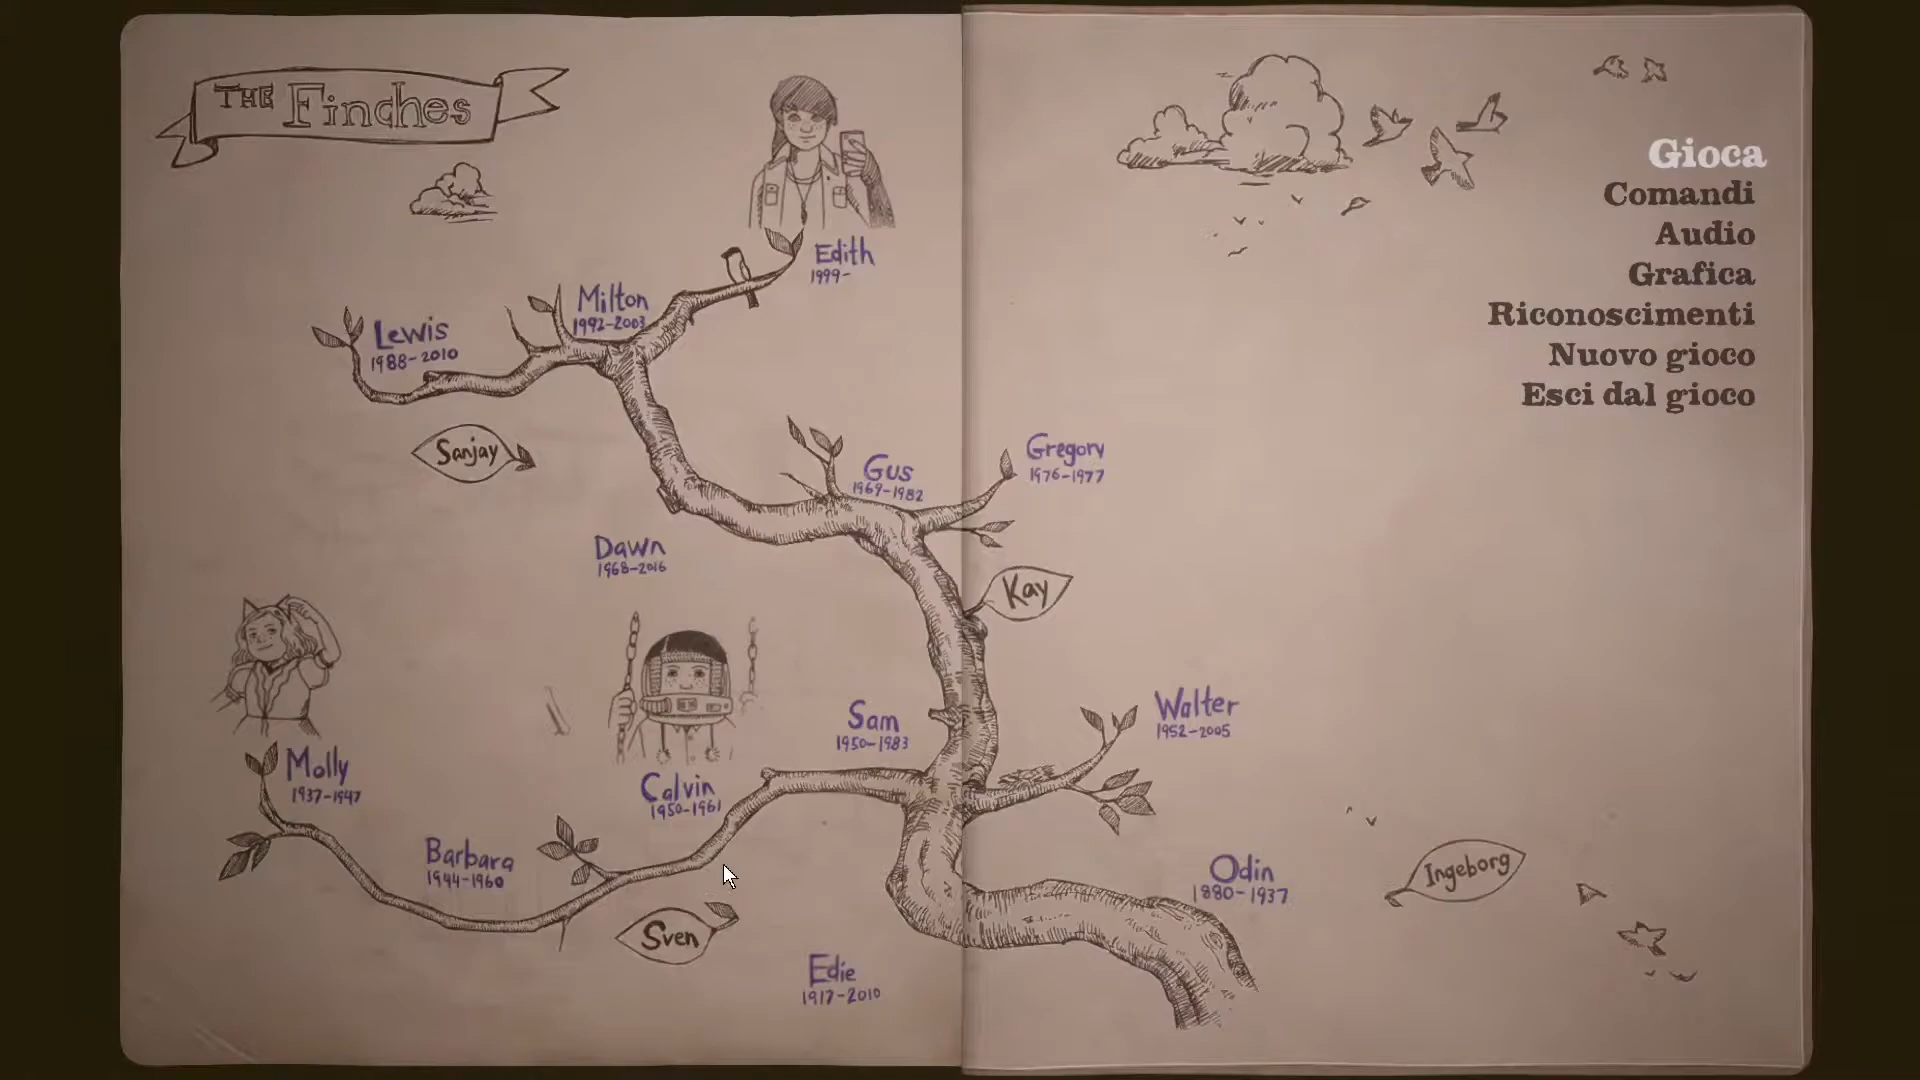 THE Finches
Edith
1999-
Milton
1992-2003
Lewis
1988-2010
Sanjay
Gus
1969-1982
Gregory
1976-1977
Dawn
1968-2016
Kay
Sam
1950-1983
Walter
1952-2005
Molly
1937-1947
Calvin
1950-1961
Barbara
1944-1960
Sven
Edie
1917-2010
Odin
1880-1937
Ingeborg
Gioca
Comandi
Audio
Grafica
Riconoscimenti
Nuovo gioco
Esci dal gioco